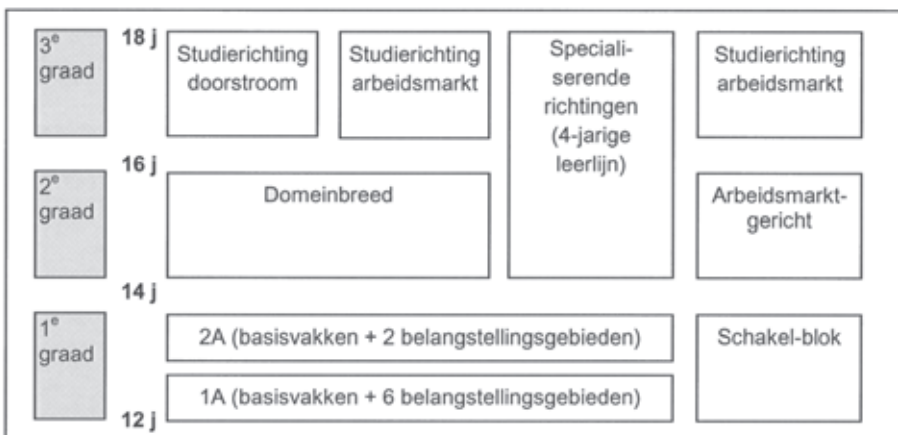 3e graad
18 j
Studierichting
doorstroom
Studierichting
arbeidsmarkt
Speciali-
serende
richtingen
(4-jarige
leerlijn)
Studierichting
arbeidsmarkt
16 j
2e graad
Domeinbreed
Arbeidsmarkt-
gericht
14 j
1e graad
2A (basisvakken + 2 belangstellingsgebieden)
Schakel-blok
1A (basisvakken + 6 belangstellingsgebieden)
12 j